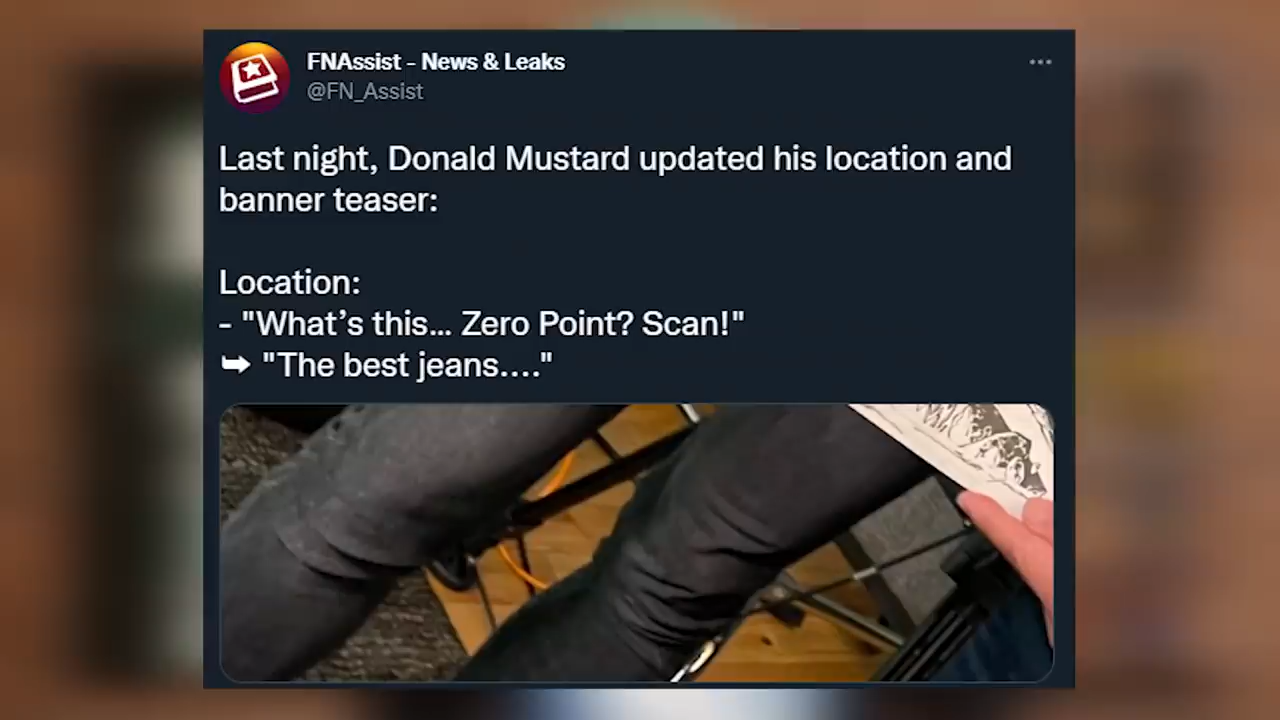 FNAssist - News & Leaks
@FN_Assist
Last night, Donald Mustard updated his location and
banner teaser:
Location:
- "What’s this... Zero Point? Scan!"
➥ "The best jeans...."